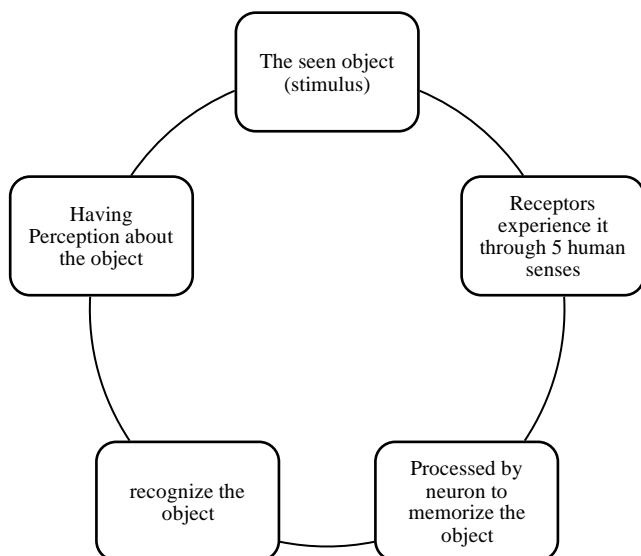 The seen object
(stimulus)
Receptors
experience it
through 5 human
senses
Processed by
neuron to
memorize the
object
recognize the
object
Having
Perception about
the object